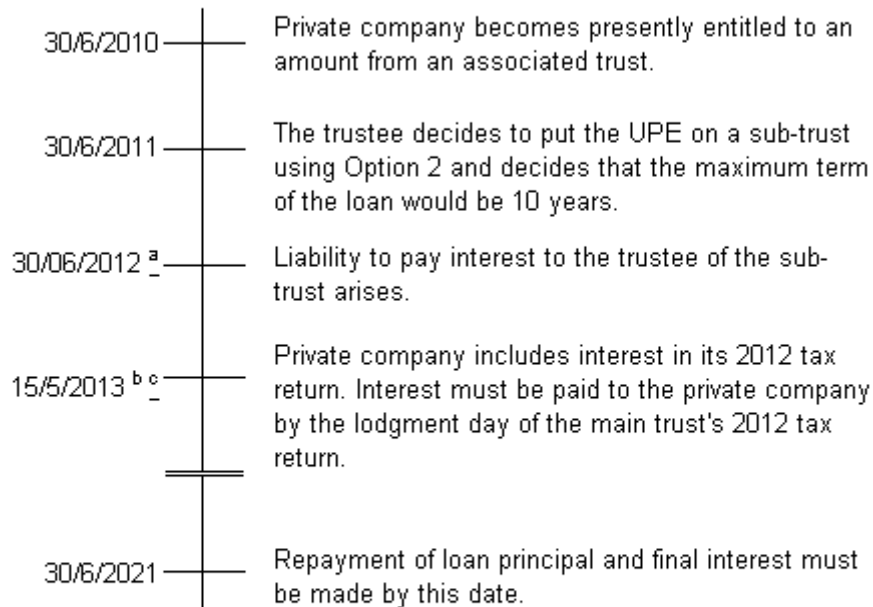 30/6/2010
Private company becomes presently entitled to an
amount from an associated trust.
30/6/2011
The trustee decides to put the UPE on a sub-trust
using Option 2 and decides that the maximum term
of the loan would be 10 years.
30/06/2012 a
Liability to pay interest to the trustee of the sub-
trust arises.
15/5/2013 b c
Private company includes interest in its 2012 tax
return. Interest must be paid to the private company
by the lodgment day of the main trust's 2012 tax
return.
30/6/2021
Repayment of loan principal and final interest must
be made by this date.